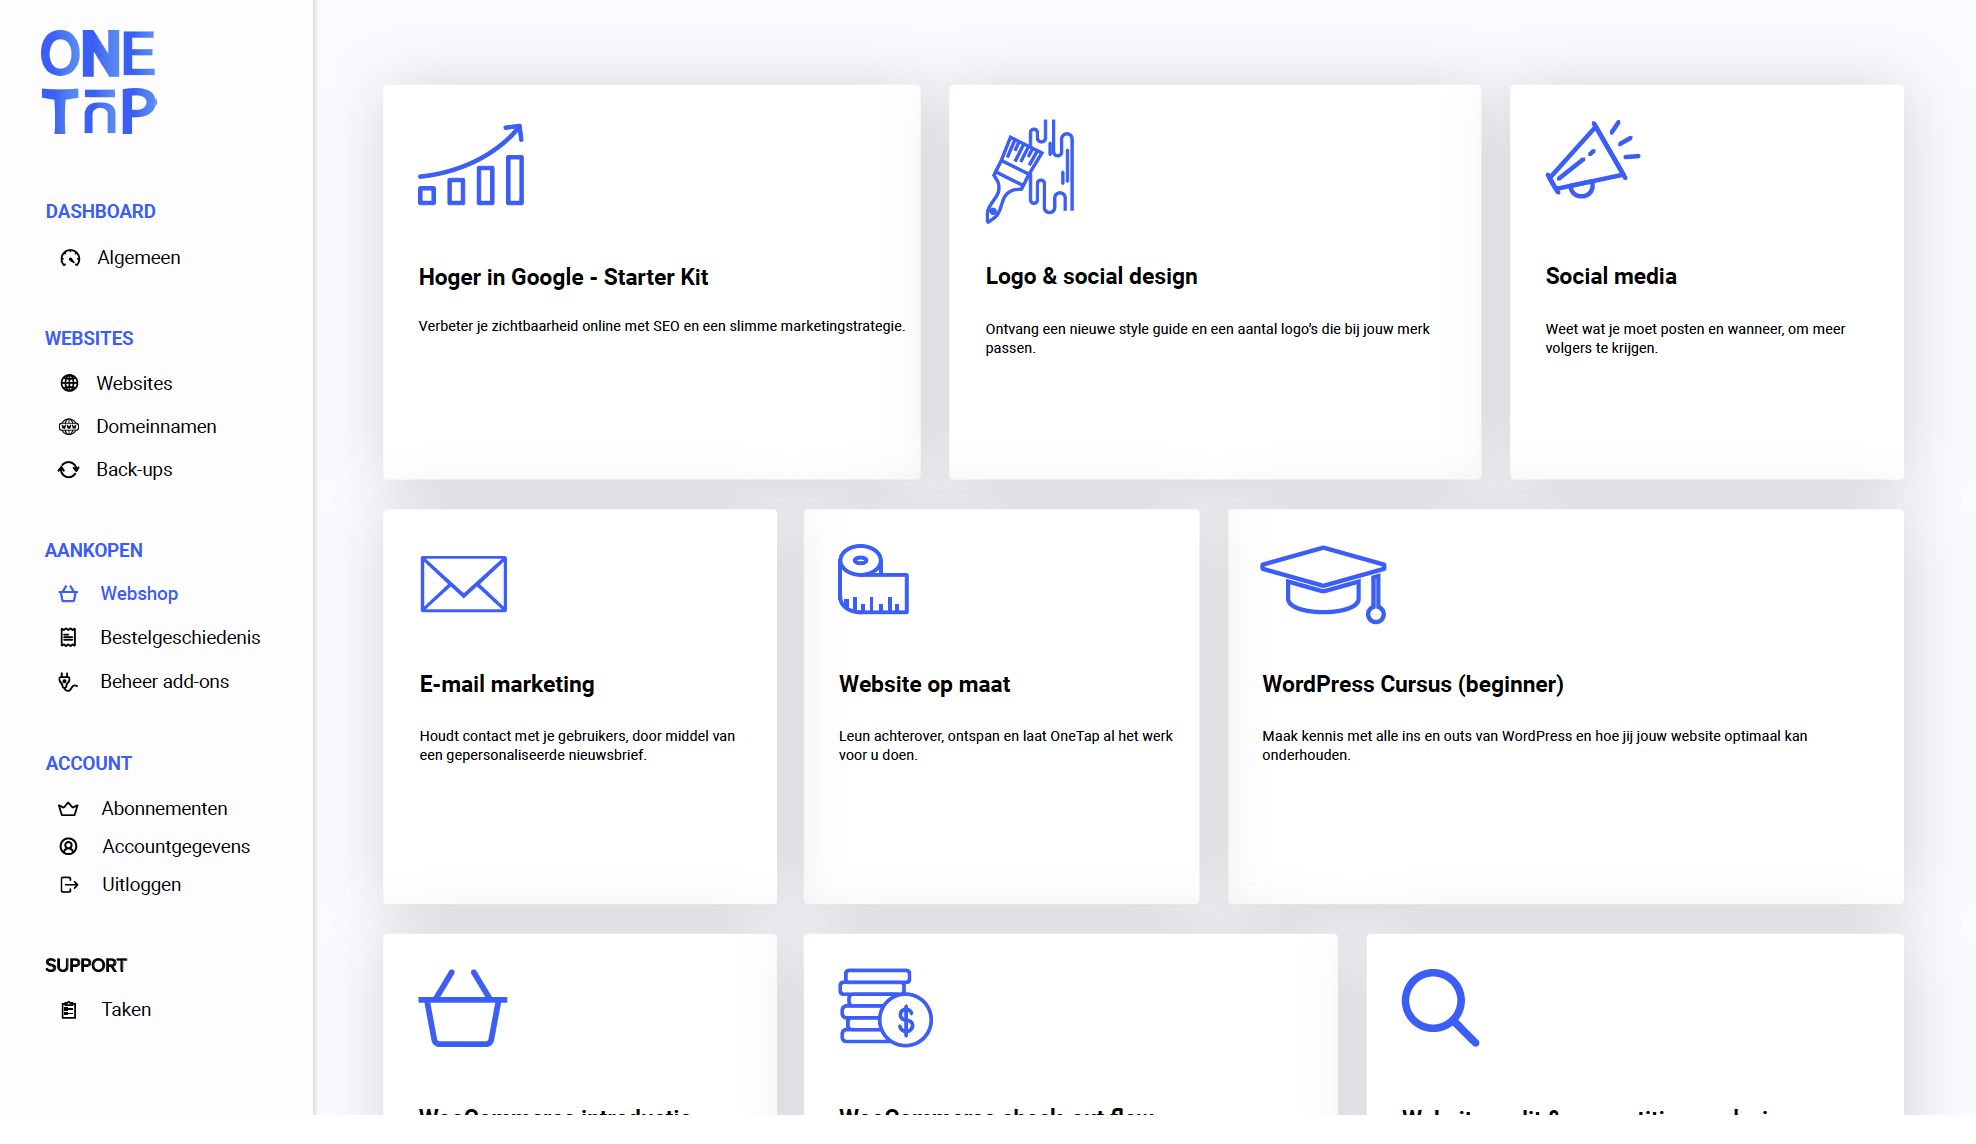 ONE
TAP
DASHBOARD
Algemeen
WEBSITES
Websites
Domeinnamen
Back-ups
AANKOPEN
Webshop
Bestelgeschiedenis
Beheer add-ons
ACCOUNT
Abonnementen
Accountgegevens
Uitloggen
SUPPORT
Taken
Hoger in Google - Starter Kit
Verbeter je zichtbaarheid online met SEO en een slimme marketingstrategie.
Logo & social design
Ontvang een nieuwe style guide en een aantal logo’s die bij jouw merk
passen.
Social media
Weet wat je moet posten en wanneer, om meer
volgers te krijgen.
E-mail marketing
Houdt contact met je gebruikers, door middel van
een gepersonaliseerde nieuwsbrief.
Website op maat
Leun achterover, ontspan en laat OneTap al het werk
voor u doen.
WordPress Cursus (beginner)
Maak kennis met alle ins en outs van WordPress en hoe jij jouw website optimaal kan
onderhouden.
$
WooCommerce introductie
WooCommerce check-out flow